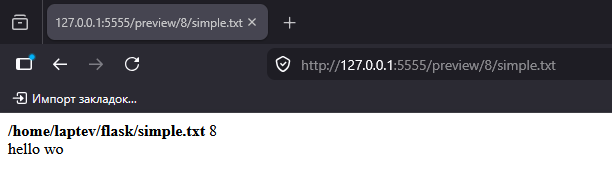 127.0.0.1:5555/preview/8/simple.txt
http://127.0.0.1:5555/preview/8/simple.txt
Импорт закладок...
/home/laptev/flask/simple.txt 8
hello wo